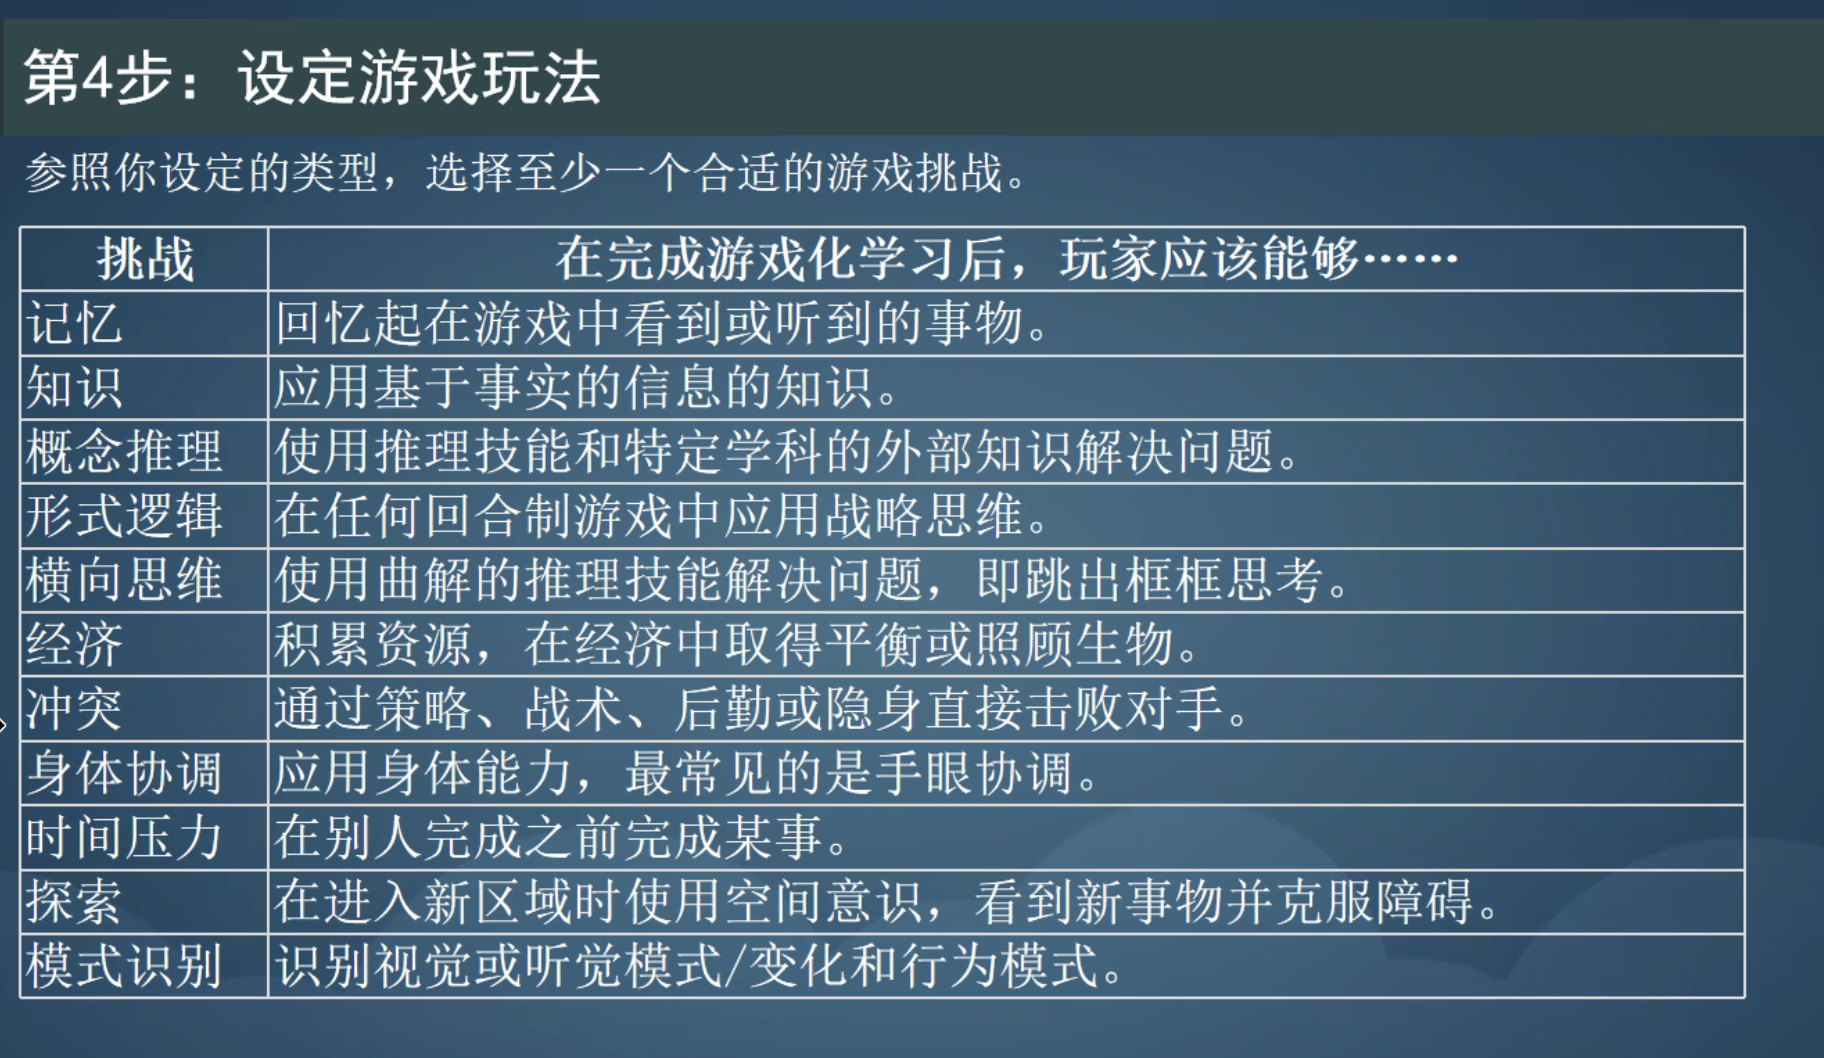 第4步：设定游戏玩法
参照你设定的类型，选择至少一个合适的游戏挑战。
挑战 在完成游戏化学习后，玩家应该能够……
记忆 回忆起在游戏中看到或听到的事物。
知识 应用基于事实的信息的知识。
概念推理 使用推理技能和特定学科的外部知识解决问题。
形式逻辑 在任何回合制游戏中应用战略思维。
横向思维 使用曲解的推理技能解决问题，即跳出框框思考。
经济 积累资源，在经济中取得平衡或照顾生物。
冲突 通过策略、战术、后勤或隐身直接击败对手。
身体协调 应用身体能力，最常见的是手眼协调。
时间压力 在别人完成之前完成某事。
探索 在进入新区域时使用空间意识，看到新事物并克服障碍。
模式识别 识别视觉或听觉模式/变化和行为模式。